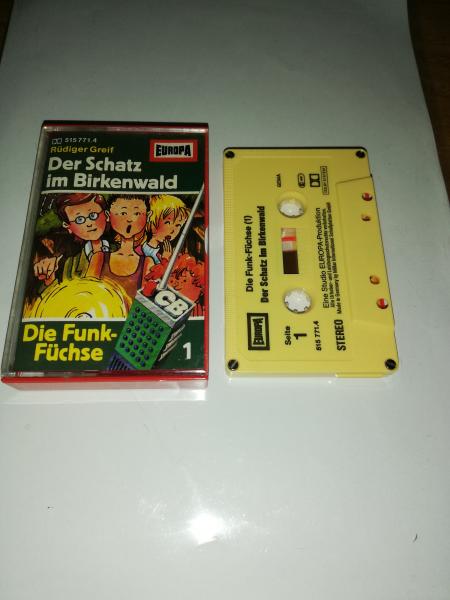 515 771.4
Rüdiger Greif
EUROPA
Der Schatz
im Birkenwald
CB
Die Funk-
Füchse
1
Die Funk-Füchse (1)
Der Schatz im Birkenwald
GEMA
EUROPA
Seite
1
515 771.4
STEREO
Eine Studio EUROPA-Produktion